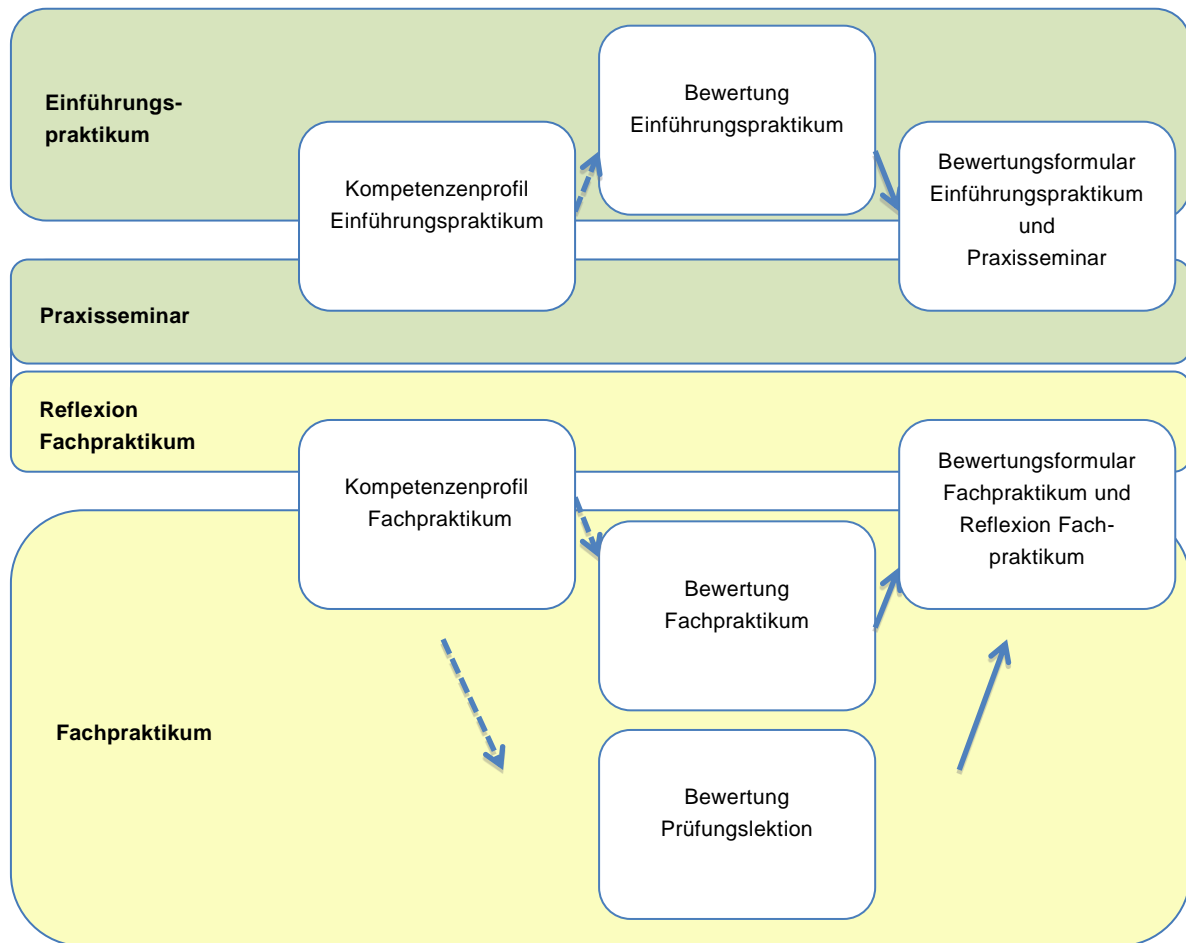 Einführungs-
praktikum
Bewertung
Einführungspraktikum
Kompetenzenprofil
Einführungspraktikum
Bewertungsformular
Einführungspraktikum
und
Praxisseminar
Praxisseminar
Reflexion
Fachpraktikum
Kompetenzenprofil
Fachpraktikum
Bewertungsformular
Fachpraktikum und
Reflexion Fach-
praktikum
Bewertung
Fachpraktikum
Fachpraktikum
Bewertung
Prüfungslektion